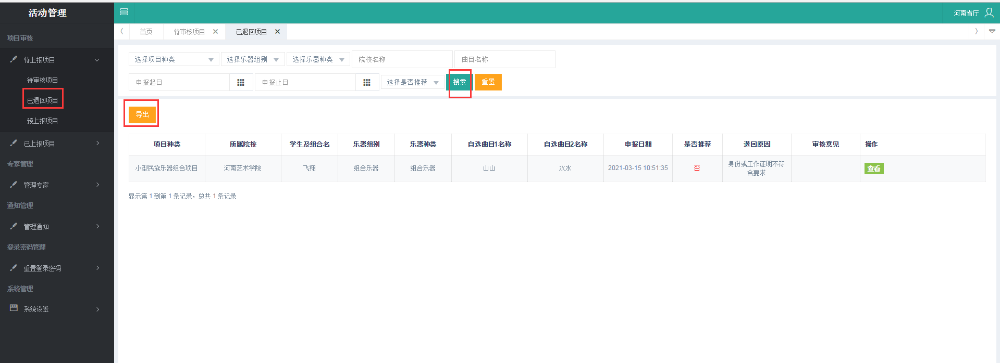 活动管理
河南省厅
首页
待审核项目
已退回项目
项目审核
待上报项目
待审核项目
已退回项目
预上报项目
已上报项目
专家管理
管理专家
通知管理
管理通知
登录密码管理
重置登录密码
系统管理
系统设置
选择项目种类 选择乐器组别 选择乐器种类 院校名称 曲目名称
申报起日 申报止日 选择是否推荐 搜索 重置
导出
项目种类 所属院校 学生及组合名 乐器组别 乐器种类 自选曲目1名称 自选曲目2名称 申报日期 是否推荐 退回原因 审核意见 操作
小型民族乐器组合项目 河南艺术学院 飞翔 组合乐器 组合乐器 山山 水水 2021-03-15 10:51:35 否 身份或工作证明不符
合要求 查看
显示第 1 到第 1 条记录，总共 1 条记录